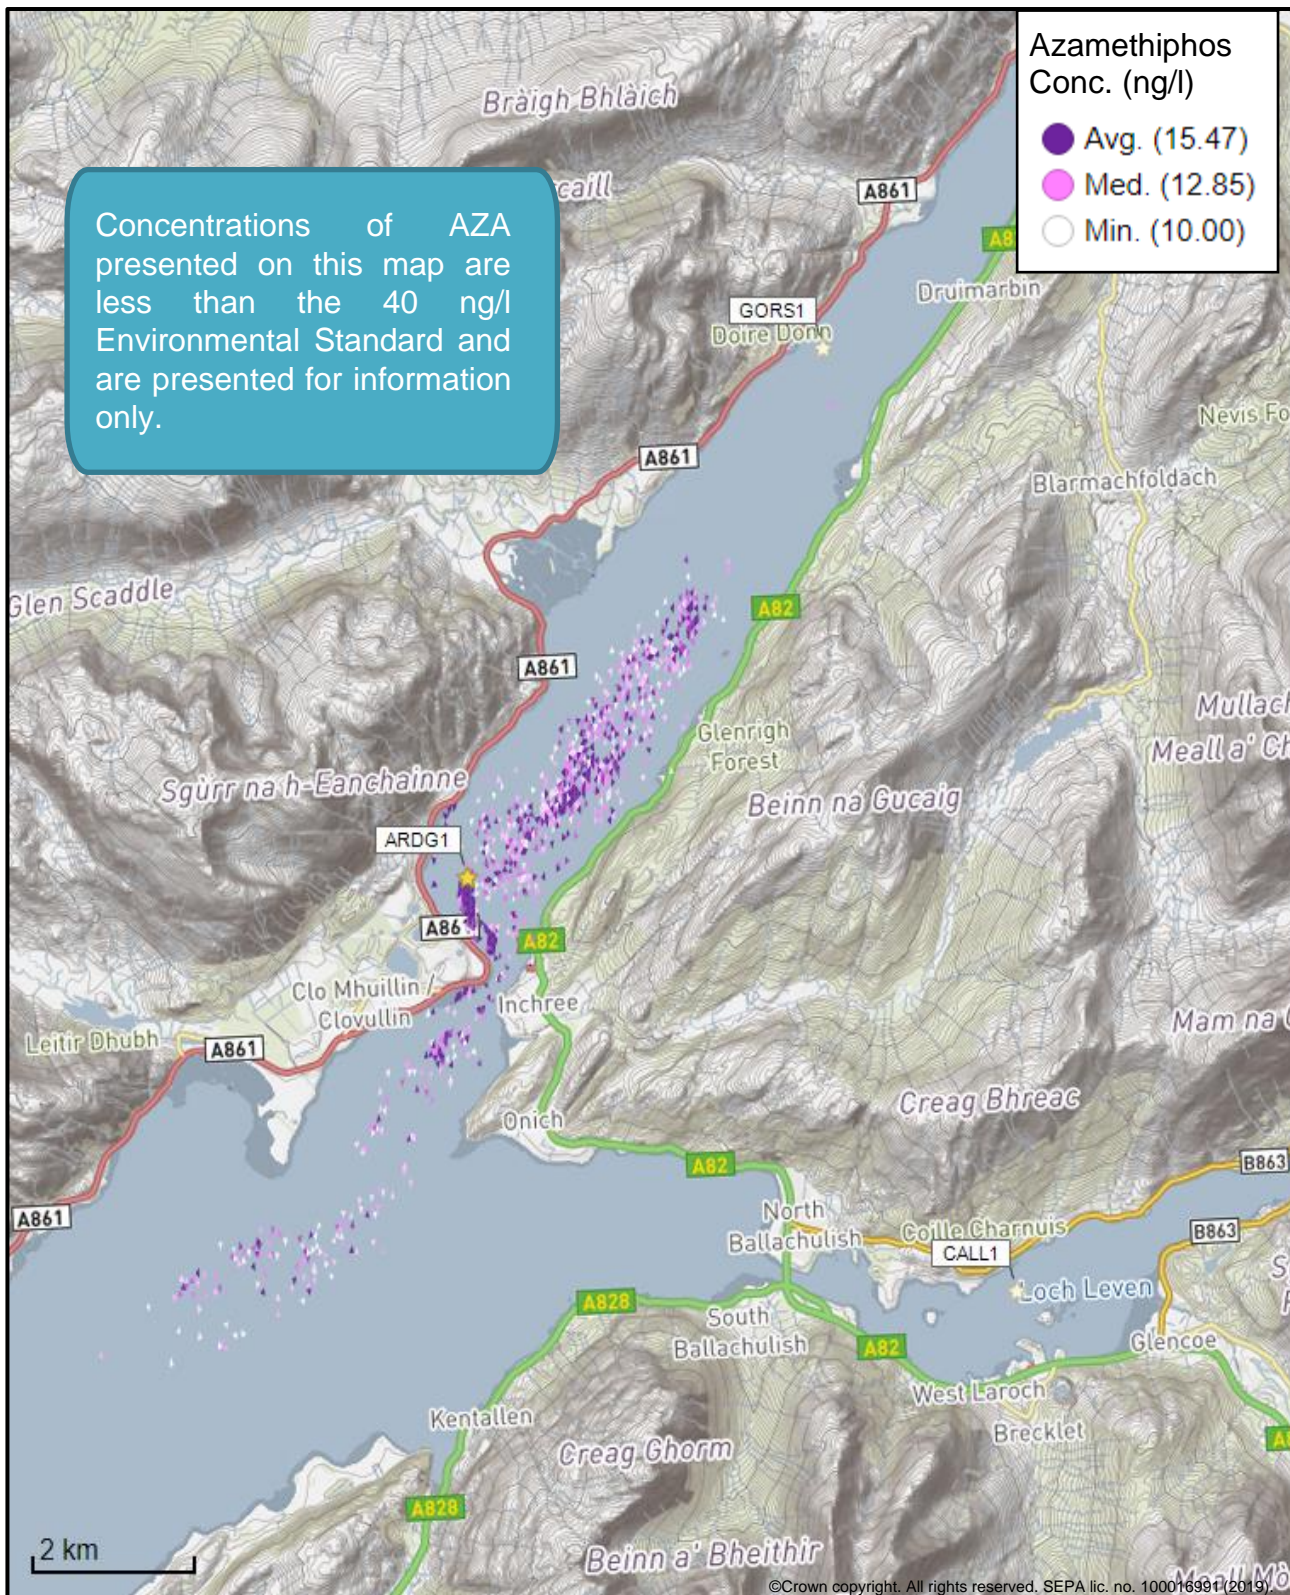 Azamethiphos
Conc. (ng/l)
Avg. (15.47)
Med. (12.85)
Min. (10.00)
Bràigh Bhlàich
caill
Concentrations of AZA
presented on this map are
less than the 40 ng/l
Environmental Standard and
are presented for information
only.
A861
A8
Druimarbin
GORS1
Doire Donn
Nevis Fo
A861
Blarmachfoldach
Glen Scaddle
A82
A861
Mullach
Glenrigh
Forest
Meall a' Ch
Sgùrr na h-Eanchainne
Beinn na Gucaig
ARDG1
A861
A82
Clo Mhuillin /
Clovullin
Inchree
Leitir Dhubh
A861
Mam na
Creag Bhreac
Onich
A82
B863
A861
North
Ballachulish
Coille Charnuis
B863
CALL1
Loch Leven
A828
South
Ballachulish
A82
Glencoe
West Laroch
Brecklet
Kentallen
Creag Ghorm
A828
2 km
Beinn a' Bheithir
Meall Mò
©Crown copyright. All rights reserved. SEPA lic. no. 100016991 (2019).